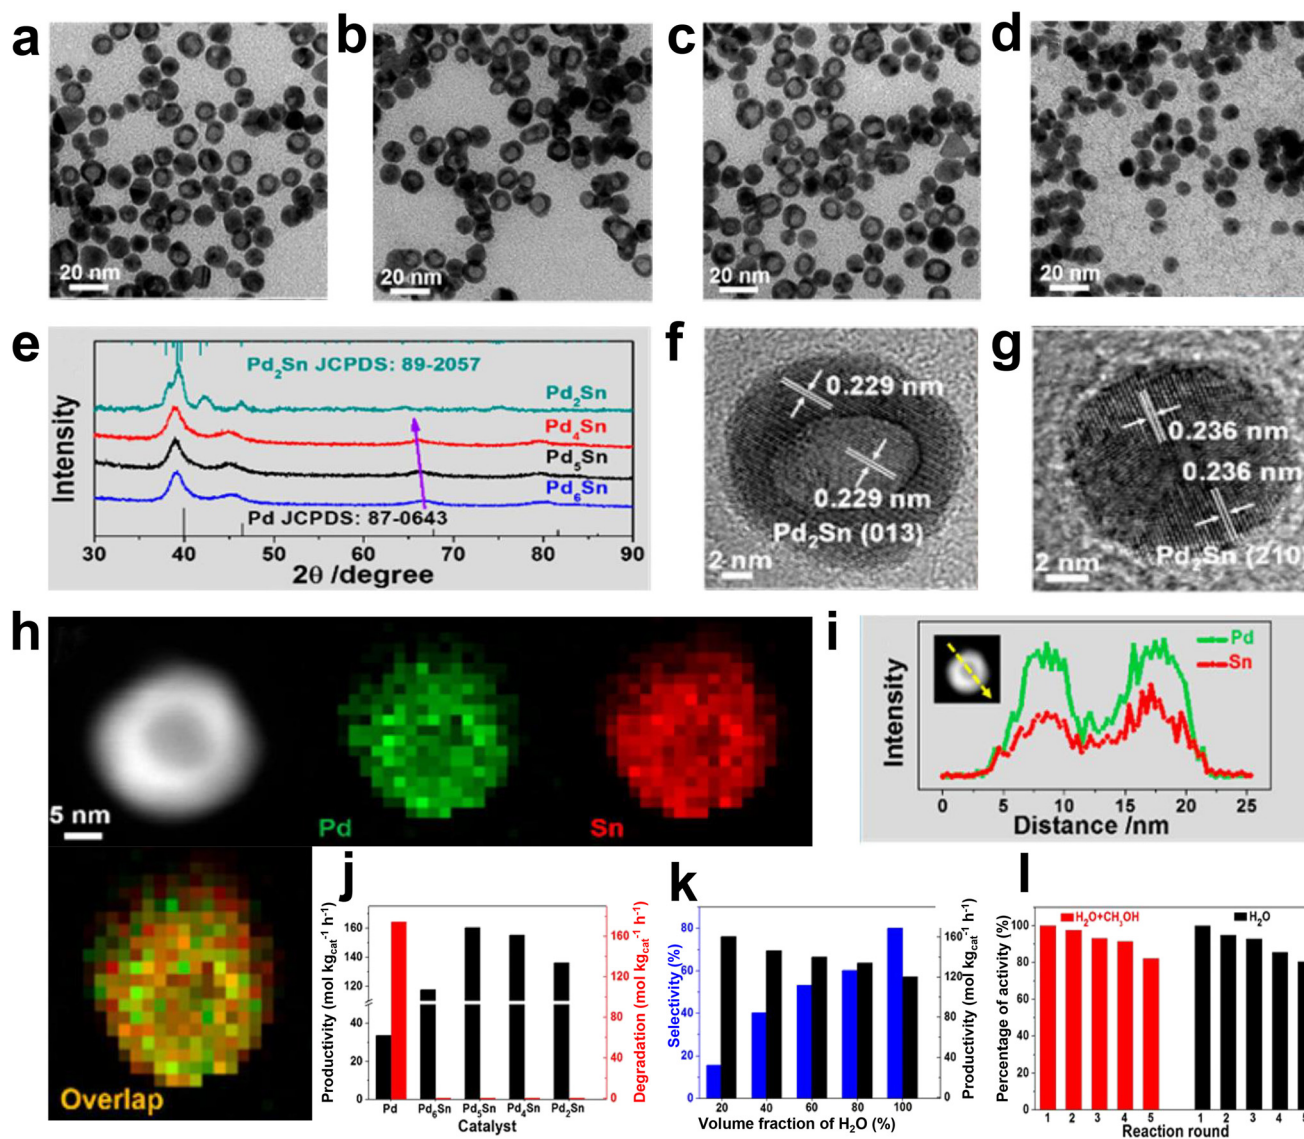 a
b
c
d
20 nm
20 nm
20 nm
20 nm
e
Intensity
Pd₂Sn JCPDS: 89-2057
Pd₂Sn
Pd₄Sn
Pd₅Sn
Pd₆Sn
Pd JCPDS: 87-0643
30 40 50 60 70 80 90
2θ /degree
f
0.229 nm
0.229 nm
Pd₂Sn (013)
2 nm
g
0.236 nm
0.236 nm
Pd₂Sn (210)
2 nm
h
5 nm
Pd
Sn
Overlap
i
Pd
Sn
Intensity
0 5 10 15 20 25
Distance /nm
j
Productivity (mol kg_cat⁻¹ h⁻¹)
160
140
120
40
20
0
Degradation (mol kg_cat⁻¹ h⁻¹)
160
120
80
40
0
Pd Pd₆Sn Pd₅Sn Pd₄Sn Pd₂Sn
Catalyst
k
Selectivity (%)
80
60
40
20
0
Productivity (mol kg_cat⁻¹ h⁻¹)
160
120
80
40
0
20 40 60 80 100
Volume fraction of H₂O (%)
l
Percentage of activity (%)
100
80
60
40
20
0
H₂O+CH₃OH
H₂O
1 2 3 4 5 1 2 3 4 5
Reaction round